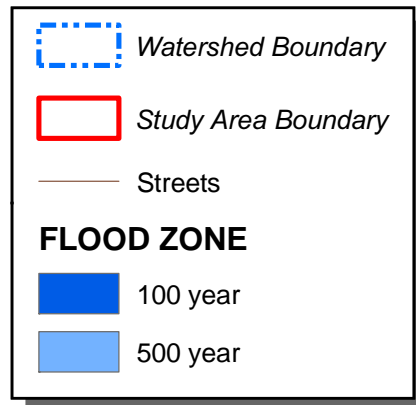 Watershed Boundary
Study Area Boundary
Streets
FLOOD ZONE
100 year
500 year